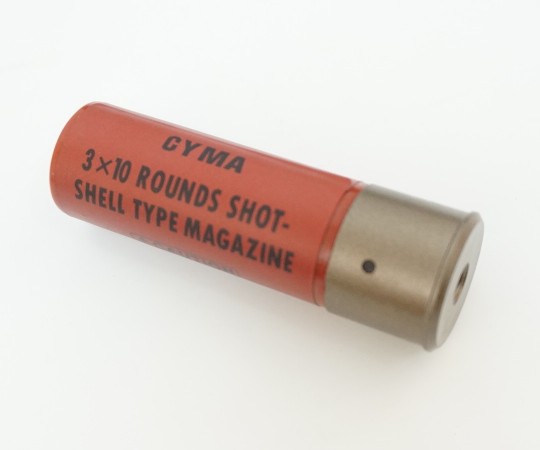 CYMA
3×10 ROUNDS SHOT-
SHELL TYPE MAGAZINE